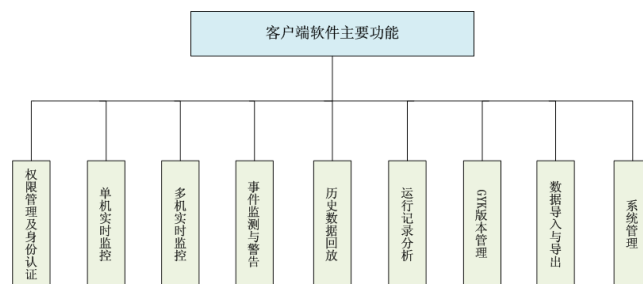 客户端软件主要功能
权限管理及身份认证
单机实时监控
多机实时监控
事件监测与警告
历史数据回放
运行记录分析
GYK版本管理
数据导入与导出
系统管理